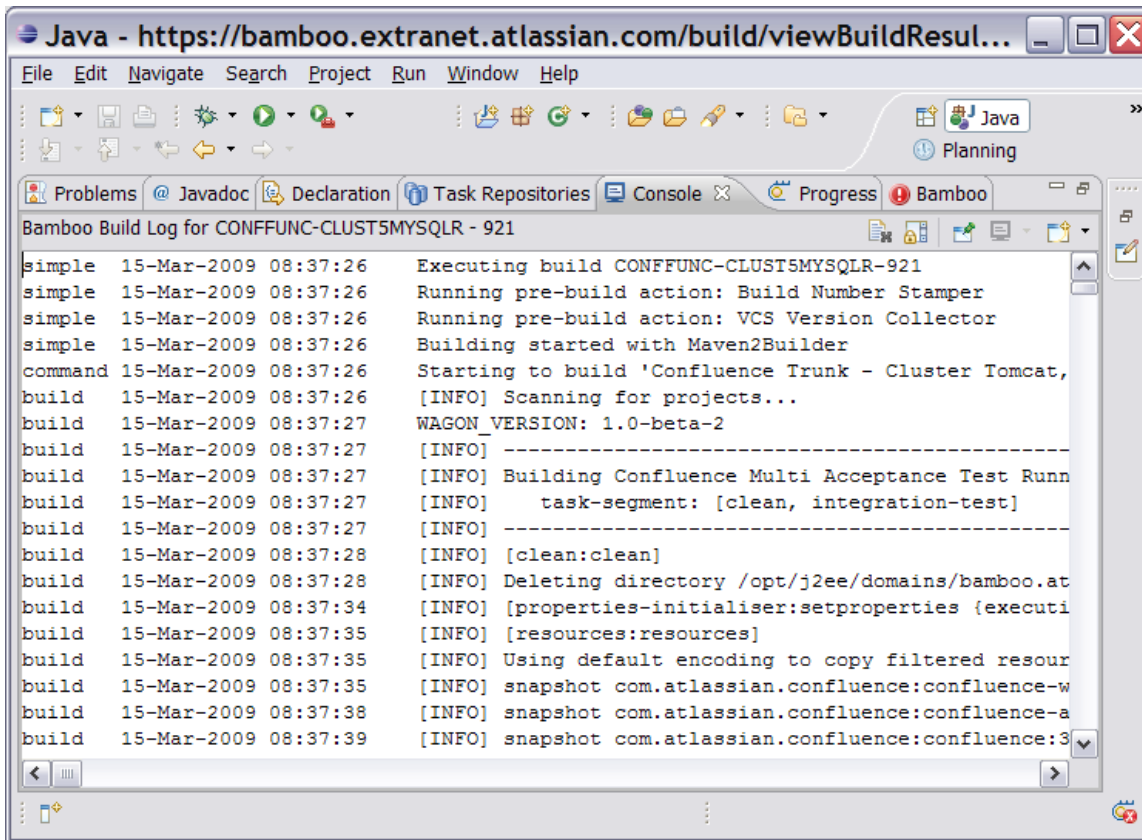 Java - https://bamboo.extranet.atlassian.com/build/viewBuildResul...
File Edit Navigate Search Project Run Window Help
Java
Planning
Problems @ Javadoc Declaration Task Repositories Console Progress Bamboo
Bamboo Build Log for CONFFUNC-CLUST5MYSQLR - 921
simple 15-Mar-2009 08:37:26 Executing build CONFFUNC-CLUST5MYSQLR-921
simple 15-Mar-2009 08:37:26 Running pre-build action: Build Number Stamper
simple 15-Mar-2009 08:37:26 Running pre-build action: VCS Version Collector
simple 15-Mar-2009 08:37:26 Building started with Maven2Builder
command 15-Mar-2009 08:37:26 Starting to build 'Confluence Trunk - Cluster Tomcat,
build 15-Mar-2009 08:37:26 [INFO] Scanning for projects...
build 15-Mar-2009 08:37:27 WAGON_VERSION: 1.0-beta-2
build 15-Mar-2009 08:37:27 [INFO] ----------------------------------------------
build 15-Mar-2009 08:37:27 [INFO] Building Confluence Multi Acceptance Test Runn
build 15-Mar-2009 08:37:27 [INFO] task-segment: [clean, integration-test]
build 15-Mar-2009 08:37:27 [INFO] ----------------------------------------------
build 15-Mar-2009 08:37:28 [INFO] [clean:clean]
build 15-Mar-2009 08:37:28 [INFO] Deleting directory /opt/j2ee/domains/bamboo.at
build 15-Mar-2009 08:37:34 [INFO] [properties-initialiser:setproperties {executi
build 15-Mar-2009 08:37:35 [INFO] [resources:resources]
build 15-Mar-2009 08:37:35 [INFO] Using default encoding to copy filtered resour
build 15-Mar-2009 08:37:35 [INFO] snapshot com.atlassian.confluence:confluence-w
build 15-Mar-2009 08:37:38 [INFO] snapshot com.atlassian.confluence:confluence-a
build 15-Mar-2009 08:37:39 [INFO] snapshot com.atlassian.confluence:confluence:3